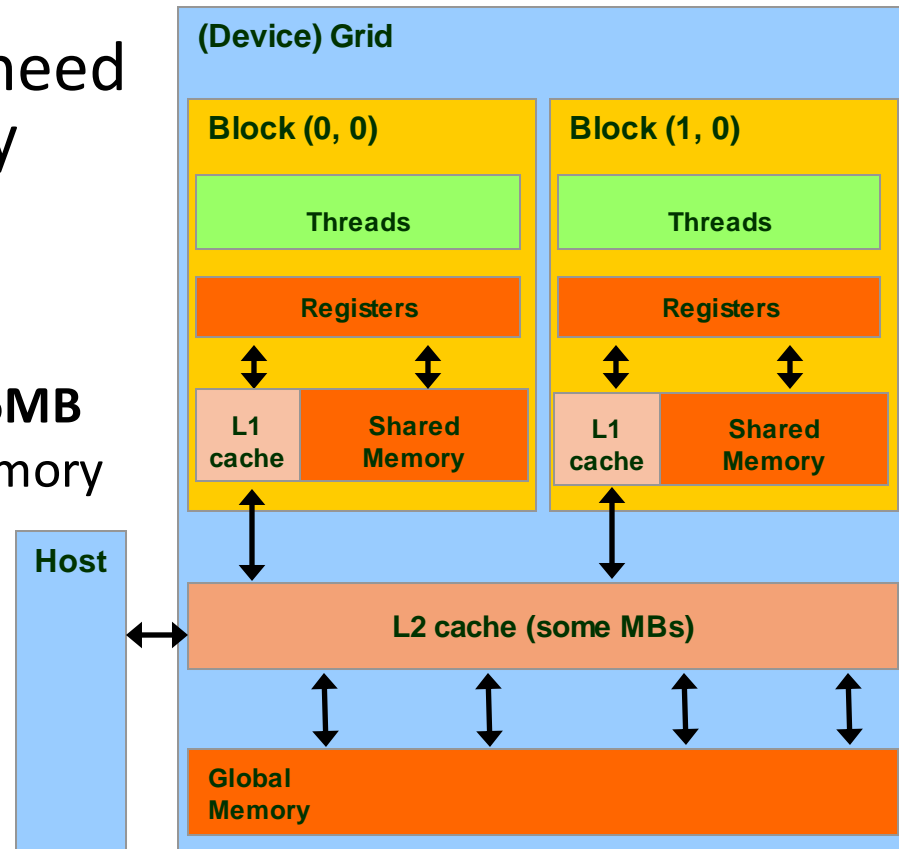 need
y
(Device) Grid
Block (0, 0)
Block (1, 0)
Threads
Threads
Registers
Registers
MB
mory
L1
cache
Shared
Memory
L1
cache
Shared
Memory
Host
L2 cache (some MBs)
Global
Memory